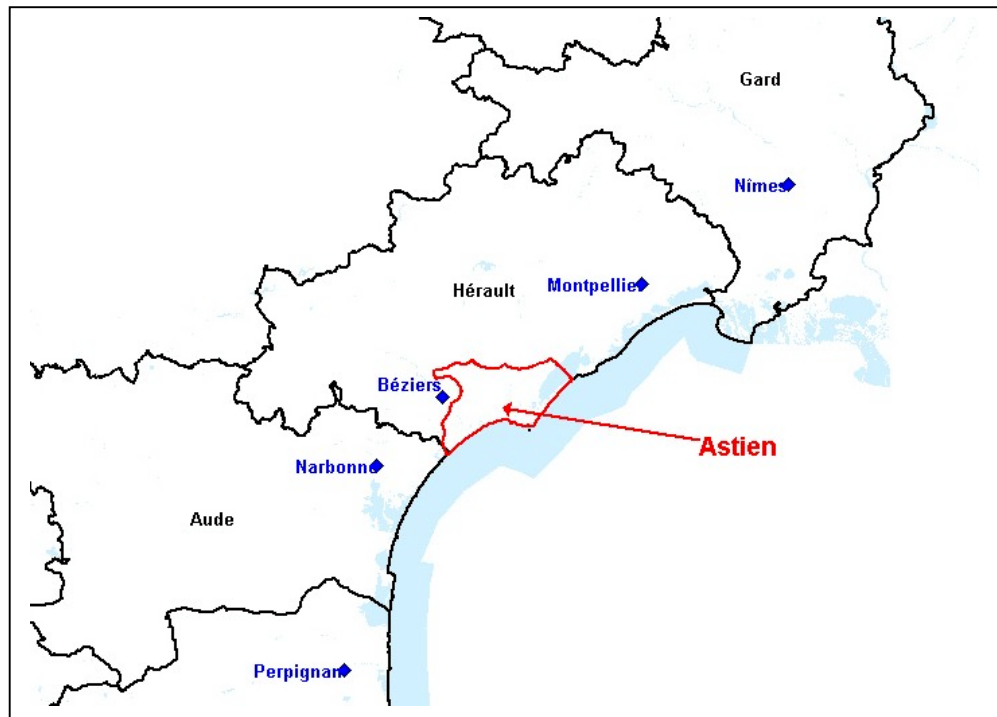 Gard
Nîmes
Hérault
Montpellie
Béziers
Astien
Narbonne
Aude
Perpignan